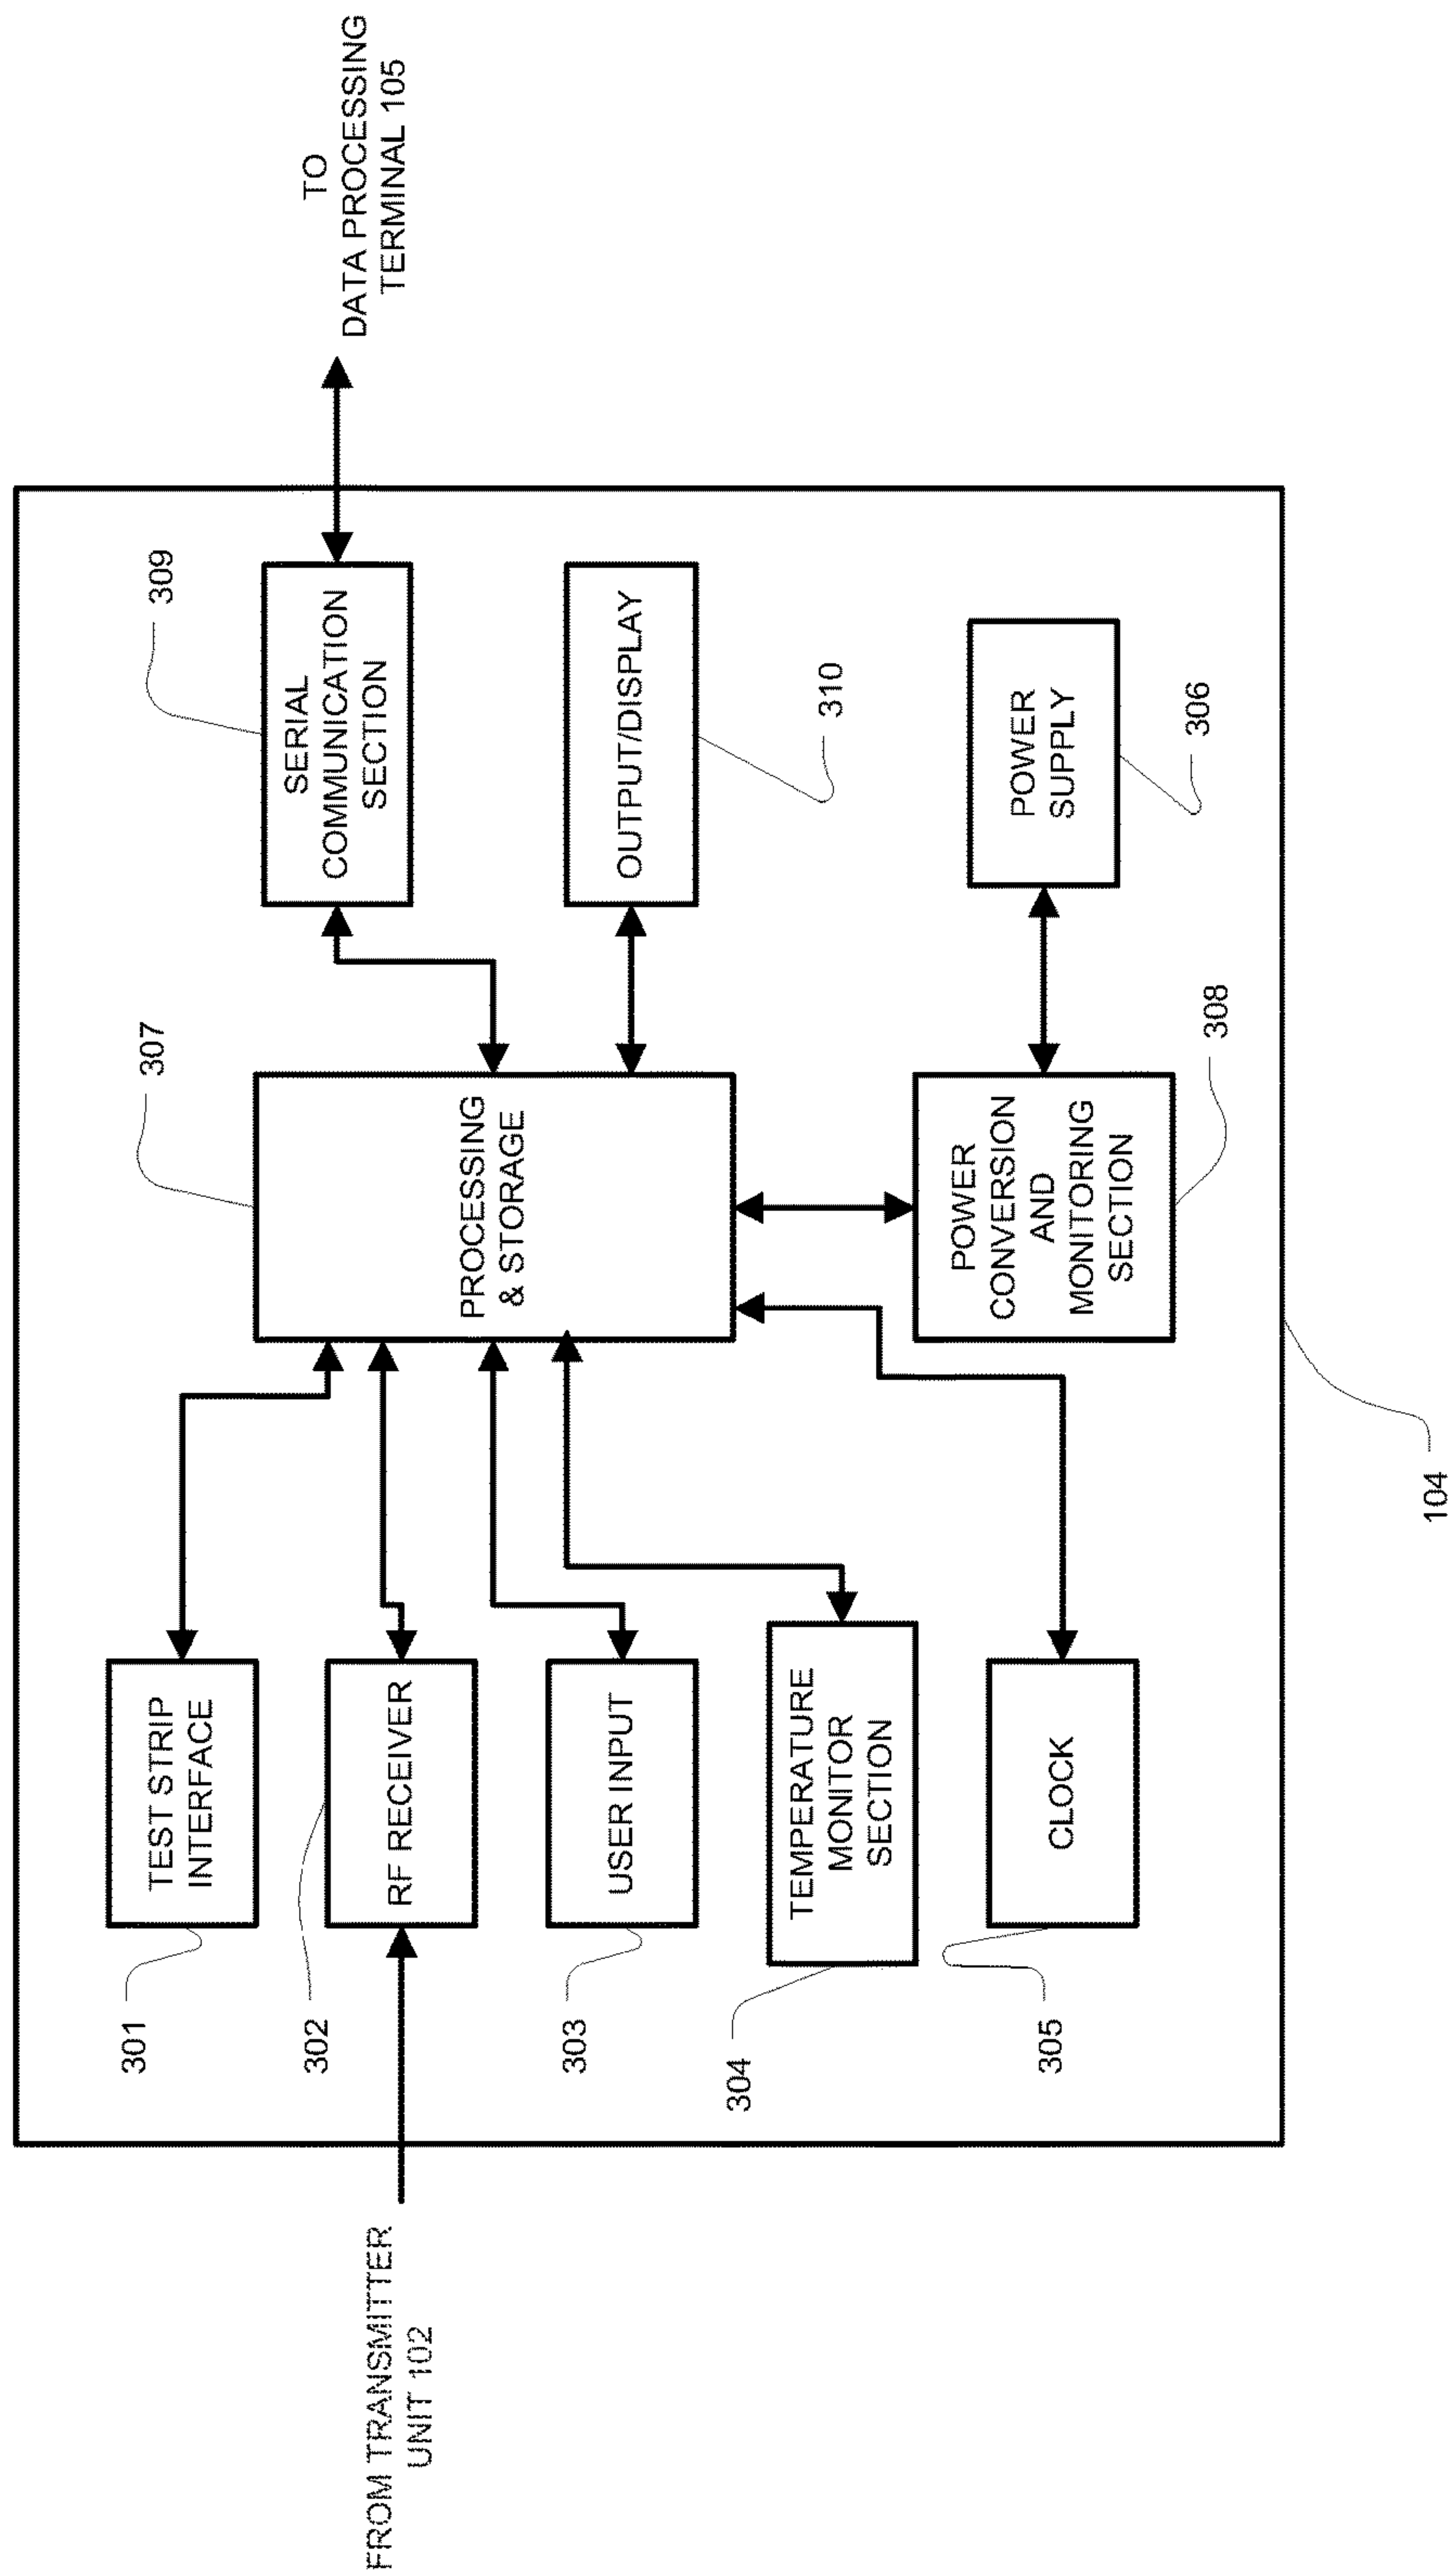 TO
DATA PROCESSING
TERMINAL 105
309
SERIAL
COMMUNICATION
SECTION
OUTPUT/DISPLAY
310
POWER
SUPPLY
306
307
PROCESSING
& STORAGE
POWER
CONVERSION
AND
MONITORING
SECTION
308
TEST STRIP
INTERFACE
301
RF RECEIVER
302
USER INPUT
303
TEMPERATURE
MONITOR
SECTION
304
CLOCK
305
104
FROM TRANSMITTER
UNIT 102